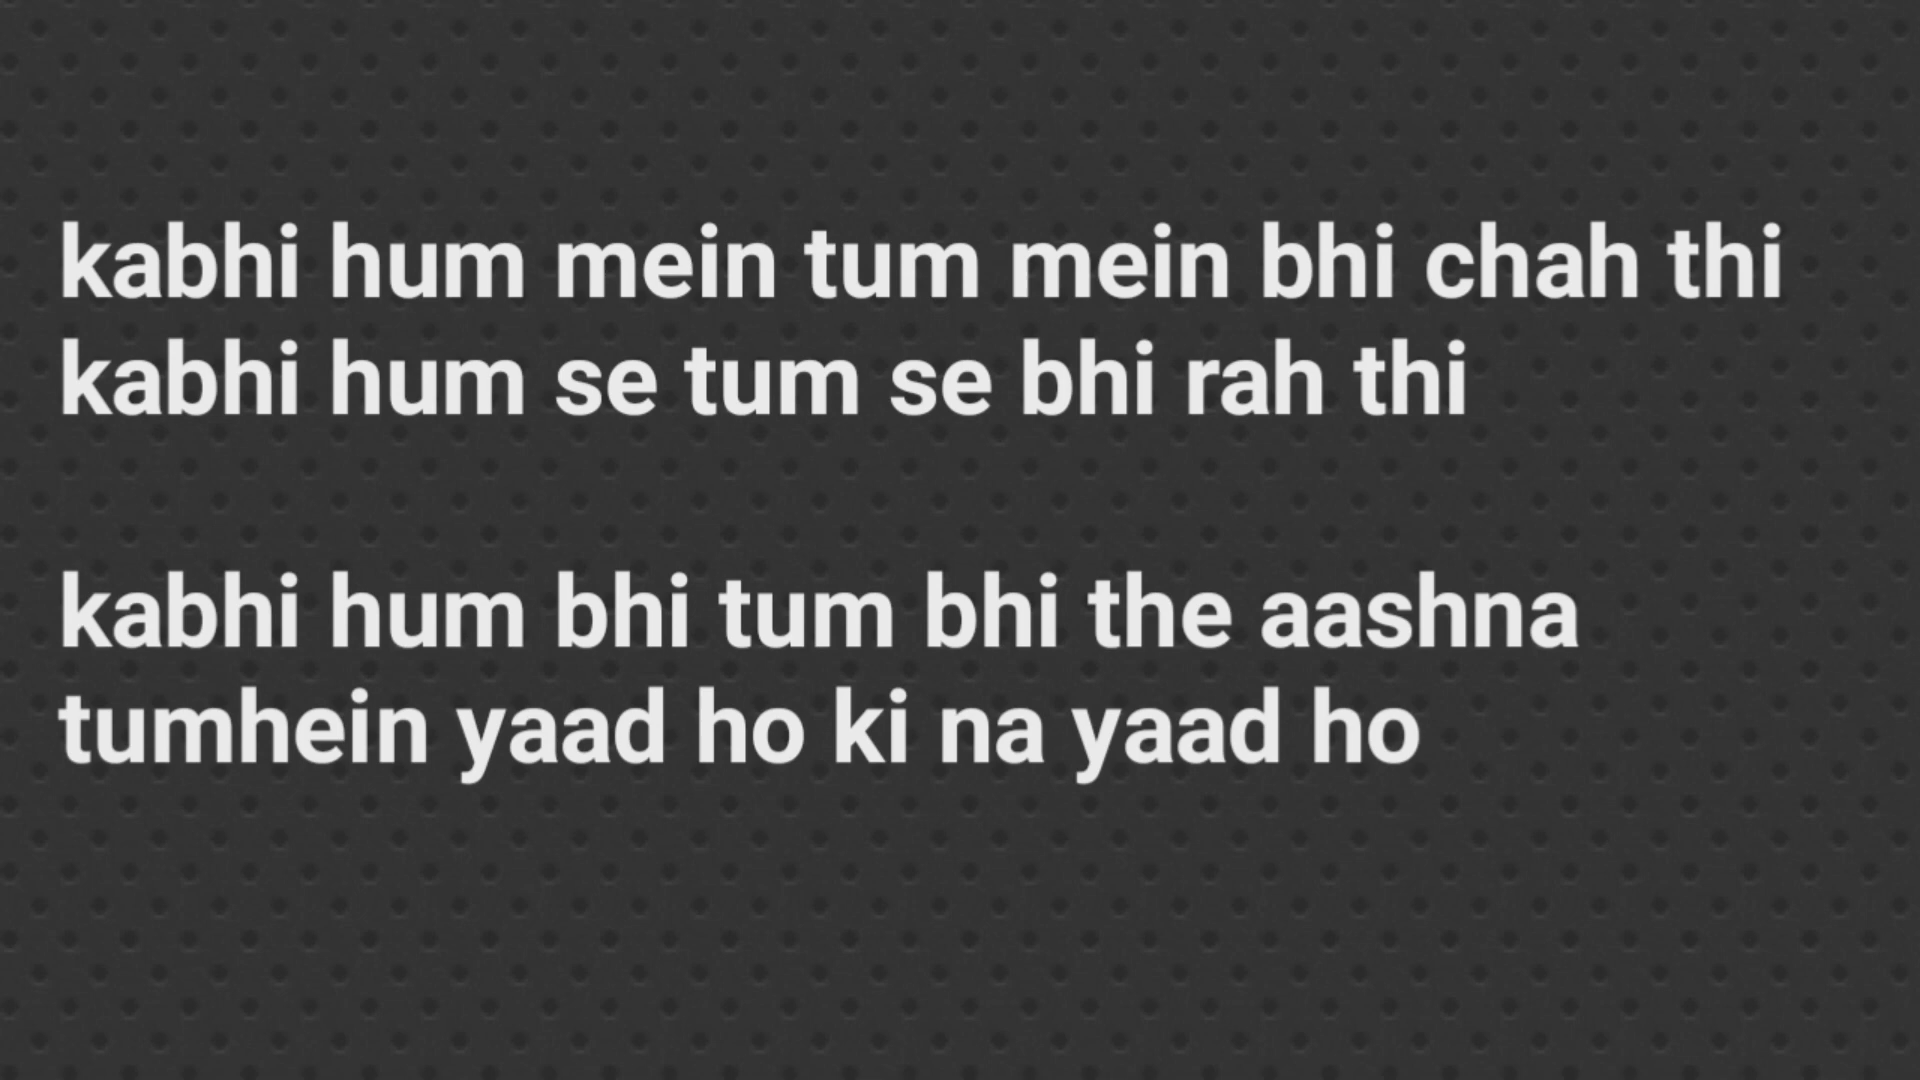 kabhi hum mein tum mein bhi chah thi
kabhi hum se tum se bhi rah thi
kabhi hum bhi tum bhi the aashna
tumhein yaad ho ki na yaad ho